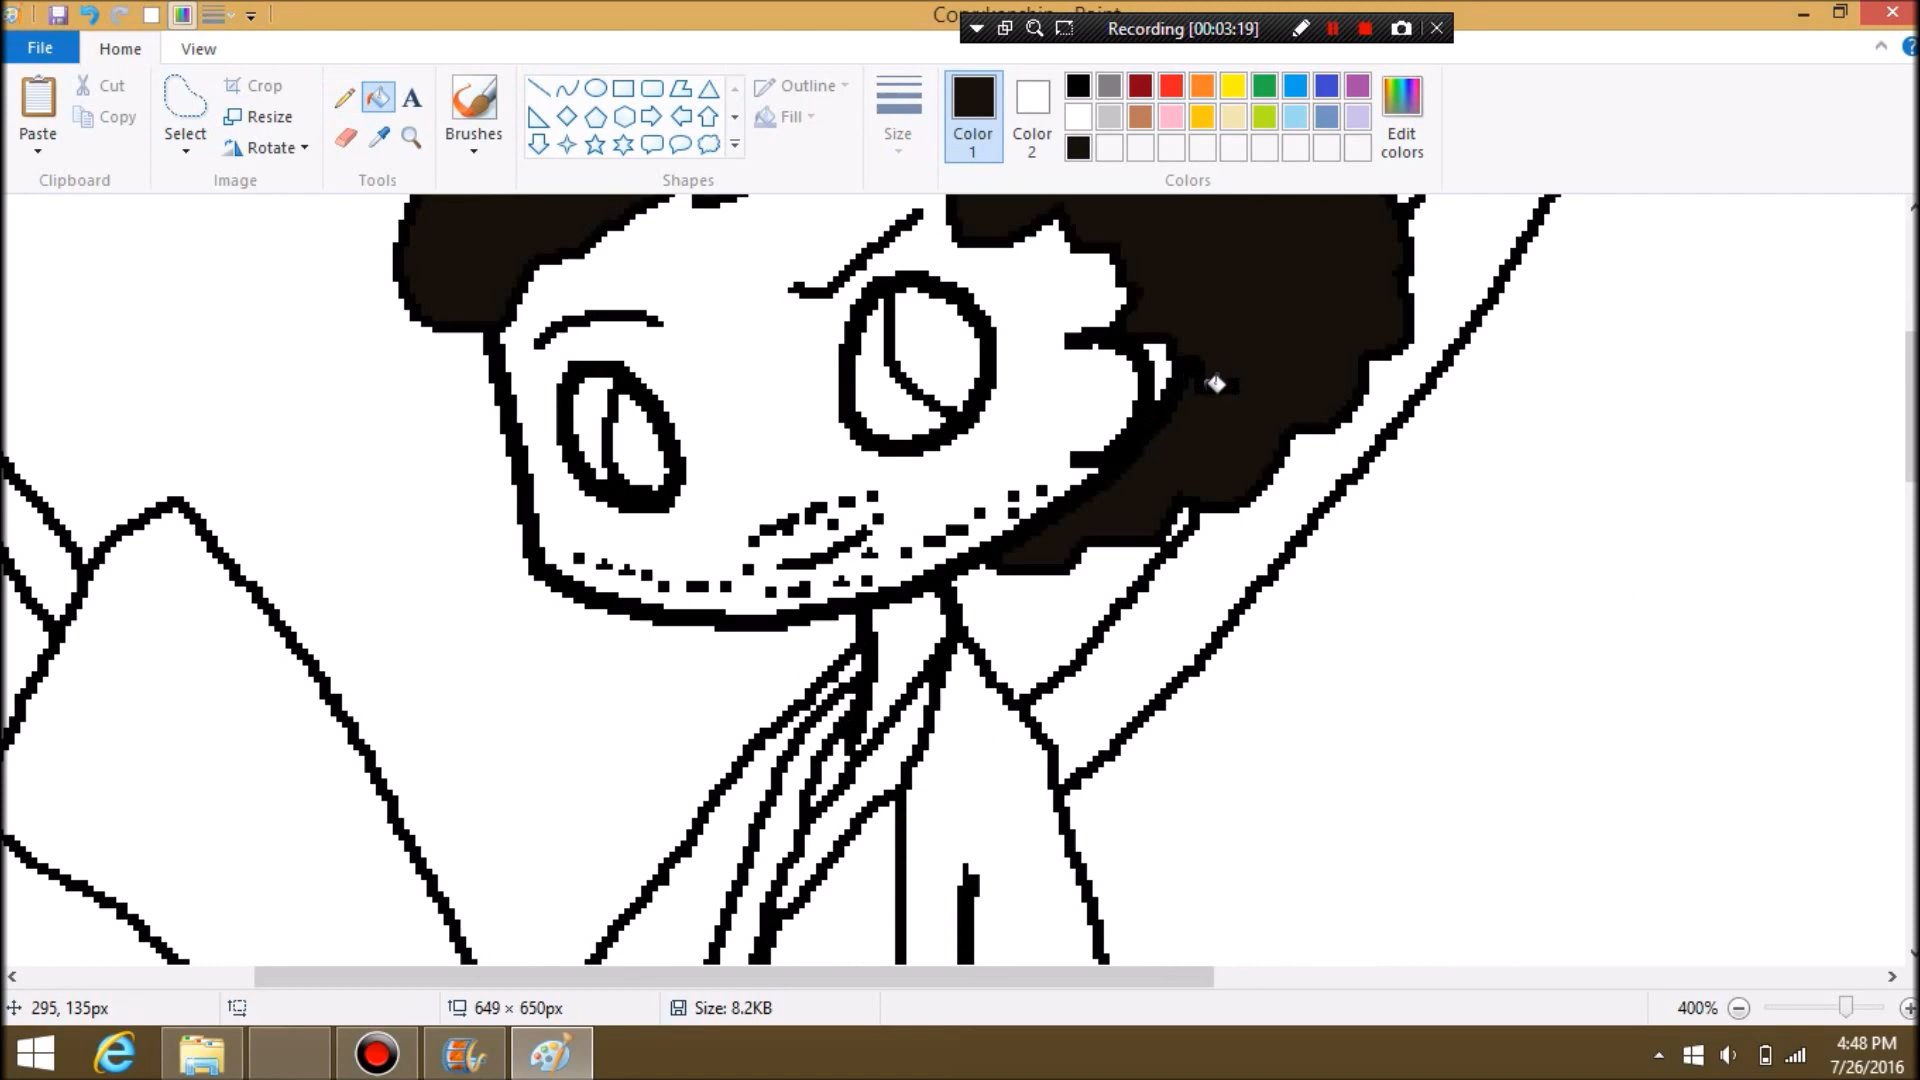 Recording [00:03:19]
File
Home
View
Paste
Cut
Copy
Clipboard
Select
Crop
Resize
Rotate
Image
A
Tools
Brushes
Shapes
Outline
Fill
Size
Color 1
Color 2
Edit colors
Colors
295, 135px
649 × 650px
Size: 8.2KB
400%
4:48 PM
7/26/2016